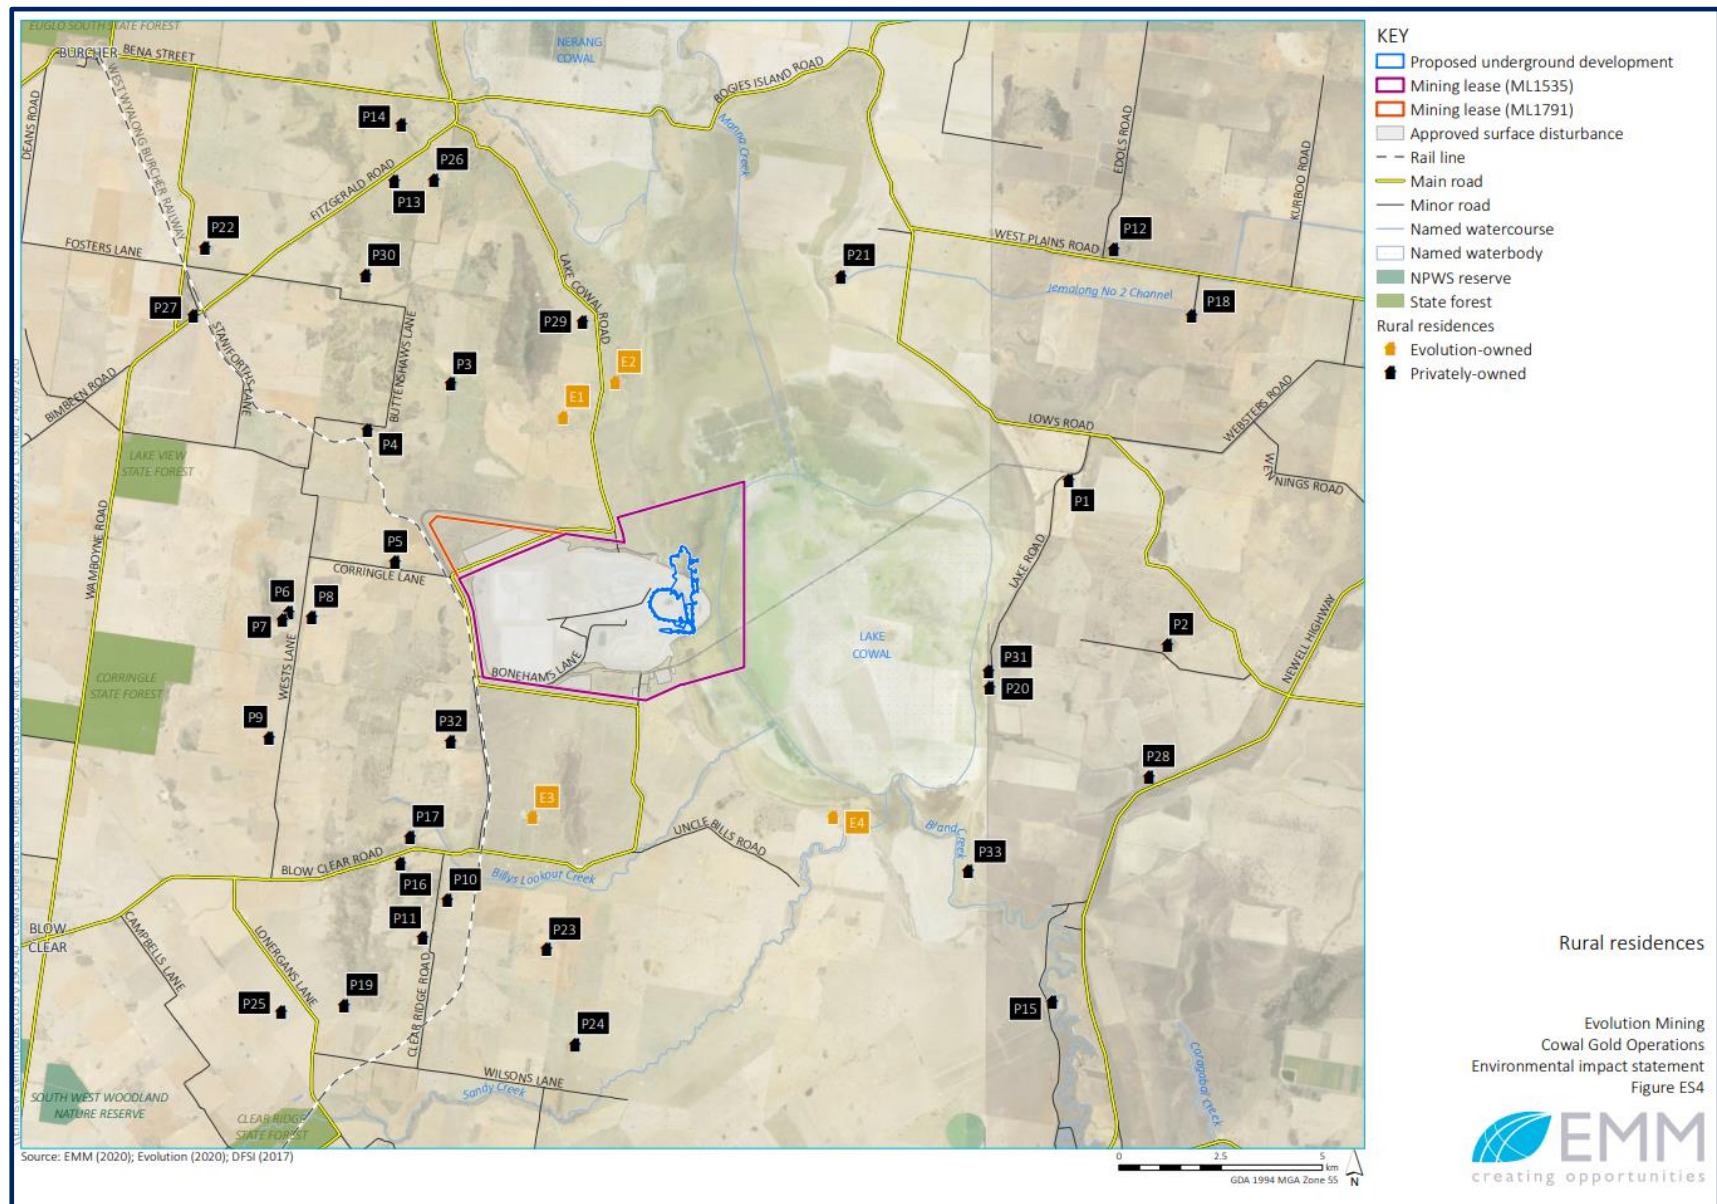 EUGLO SOUTH STATE FOREST
BURCHER
BENA STREET
NERANG
COWAL
BOGIES ISLAND ROAD
DEANS ROAD
WEST WYALONG BURCHER RAILWAY
P14
Manna Creek
EDOLS ROAD
KURBOO ROAD
P26
FITZGERALD ROAD
P13
P22
P12
FOSTERS LANE
WEST PLAINS ROAD
P30
LAKE COWAL ROAD
P21
Jemalong No 2 Channel
P18
P27
P29
STANIFORTHS LANE
BUTTENSHAWS LANE
E2
P3
BIMBEEN ROAD
E1
WEBSTERS ROAD
LOWS ROAD
P4
LAKE VIEW
STATE FOREST
WENNINGS ROAD
P1
WAMBOYNE ROAD
P5
CORRINGLE LANE
LAKE ROAD
P6
P8
P7
NEWELL HIGHWAY
P2
LAKE
COWAL
BONEHAMS LANE
P31
P20
CORRINGLE
STATE FOREST
WESTS LANE
P9
P32
P28
E3
P17
E4
UNCLE BILLS ROAD
Bland Creek
BLOW CLEAR ROAD
P33
P16
P10
Billys Lookout Creek
P11
P23
BLOW
CLEAR
CAMPBELLS LANE
LONERGANS LANE
P25
P19
CLEAR RIDGE ROAD
P15
P24
WILSONS LANE
Sandy Creek
Caragabal Creek
SOUTH WEST WOODLAND
NATURE RESERVE
CLEAR RIDGE
STATE FOREST
Source: EMM (2020); Evolution (2020); DFSI (2017)
0 2.5 5
km
GDA 1994 MGA Zone 55
N
KEY
Proposed underground development
Mining lease (ML1535)
Mining lease (ML1791)
Approved surface disturbance
Rail line
Main road
Minor road
Named watercourse
Named waterbody
NPWS reserve
State forest
Rural residences
Evolution-owned
Privately-owned
Rural residences
Evolution Mining
Cowal Gold Operations
Environmental impact statement
Figure ES4
EMM
creating opportunities